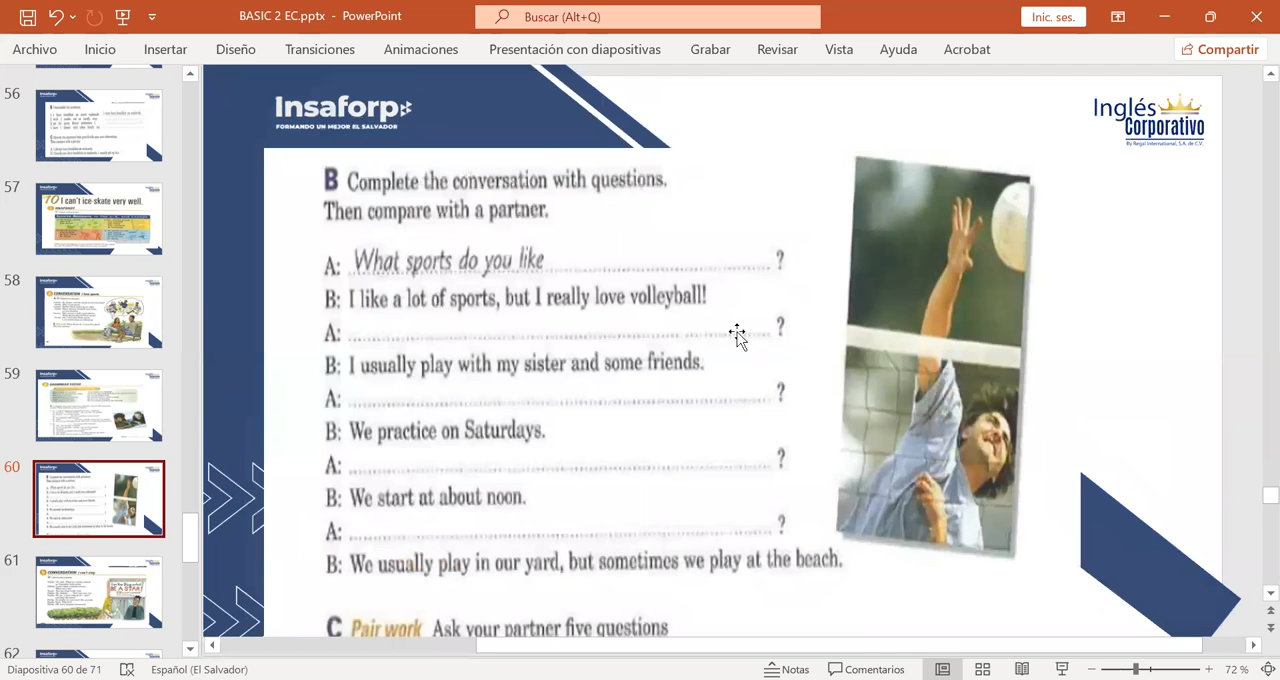 BASIC 2 EC.pptx - PowerPoint
Buscar (Alt+Q)
Inic. ses.
Archivo Inicio Insertar Diseño Transiciones Animaciones Presentación con diapositivas Grabar Revisar Vista Ayuda Acrobat Compartir
56
57
10 I can't ice-skate very well.
58
59
60
61
62
Insaforp
FORMANDO UN MEJOR EL SALVADOR
Inglés
Corporativo
By Regal International, S.A. de C.V.
B Complete the conversation with questions.
Then compare with a partner.
A: What sports do you like ?
B: I like a lot of sports, but I really love volleyball!
A: ?
B: I usually play with my sister and some friends.
A: ?
B: We practice on Saturdays.
A: ?
B: We start at about noon.
A: ?
B: We usually play in our yard, but sometimes we play at the beach.
C Pair work Ask your partner five questions
Diapositiva 60 de 71 Español (El Salvador) Notas Comentarios 72 %